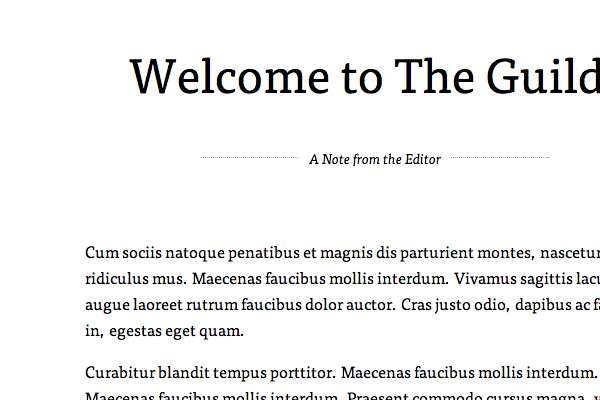 Welcome to The Guild
A Note from the Editor
Cum sociis natoque penatibus et magnis dis parturient montes, nascetur
ridiculus mus. Maecenas faucibus mollis interdum. Vivamus sagittis lacu
augue laoreet rutrum faucibus dolor auctor. Cras justo odio, dapibus ac fa
in, egestas eget quam.
Curabitur blandit tempus porttitor. Maecenas faucibus mollis interdum.
Maecenas faucibus mollis interdum. Praesent commodo cursus magna, v